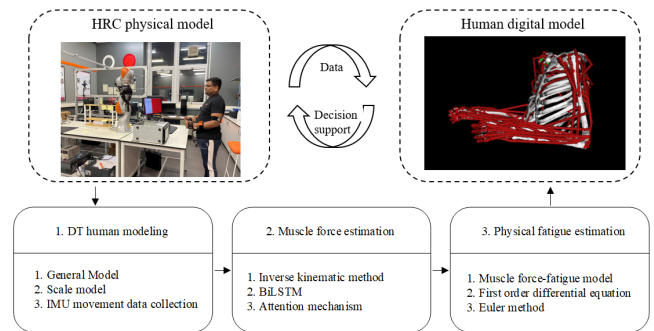 HRC physical model
Human digital model
Data
Decision
support
1. DT human modeling
1. General Model
2. Scale model
3. IMU movement data collection
2. Muscle force estimation
1. Inverse kinematic method
2. BiLSTM
3. Attention mechanism
3. Physical fatigue estimation
1. Muscle force-fatigue model
2. First order differential equation
3. Euler method